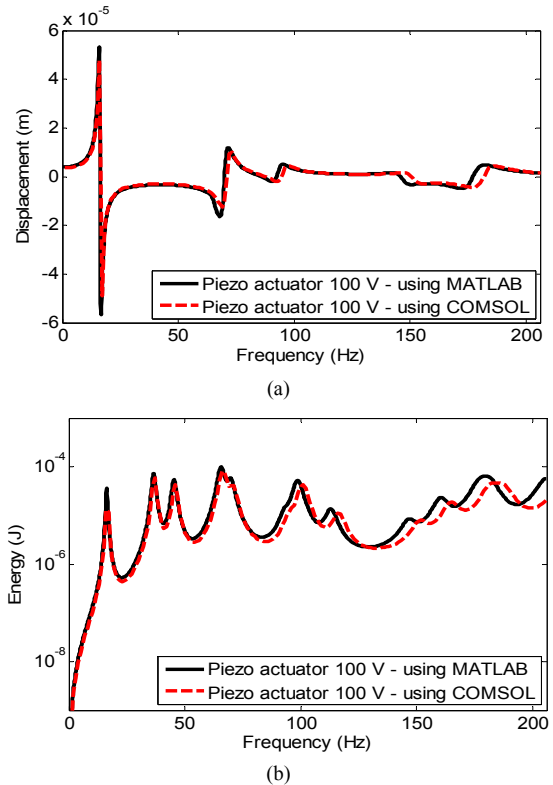 6 x 10-5
4
2
0
-2
-4
-6
Displacement (m)
Piezo actuator 100 V - using MATLAB
Piezo actuator 100 V - using COMSOL
0 50 100 150 200
Frequency (Hz)
(a)
10-4
10-6
10-8
Energy (J)
Piezo actuator 100 V - using MATLAB
Piezo actuator 100 V - using COMSOL
0 50 100 150 200
Frequency (Hz)
(b)